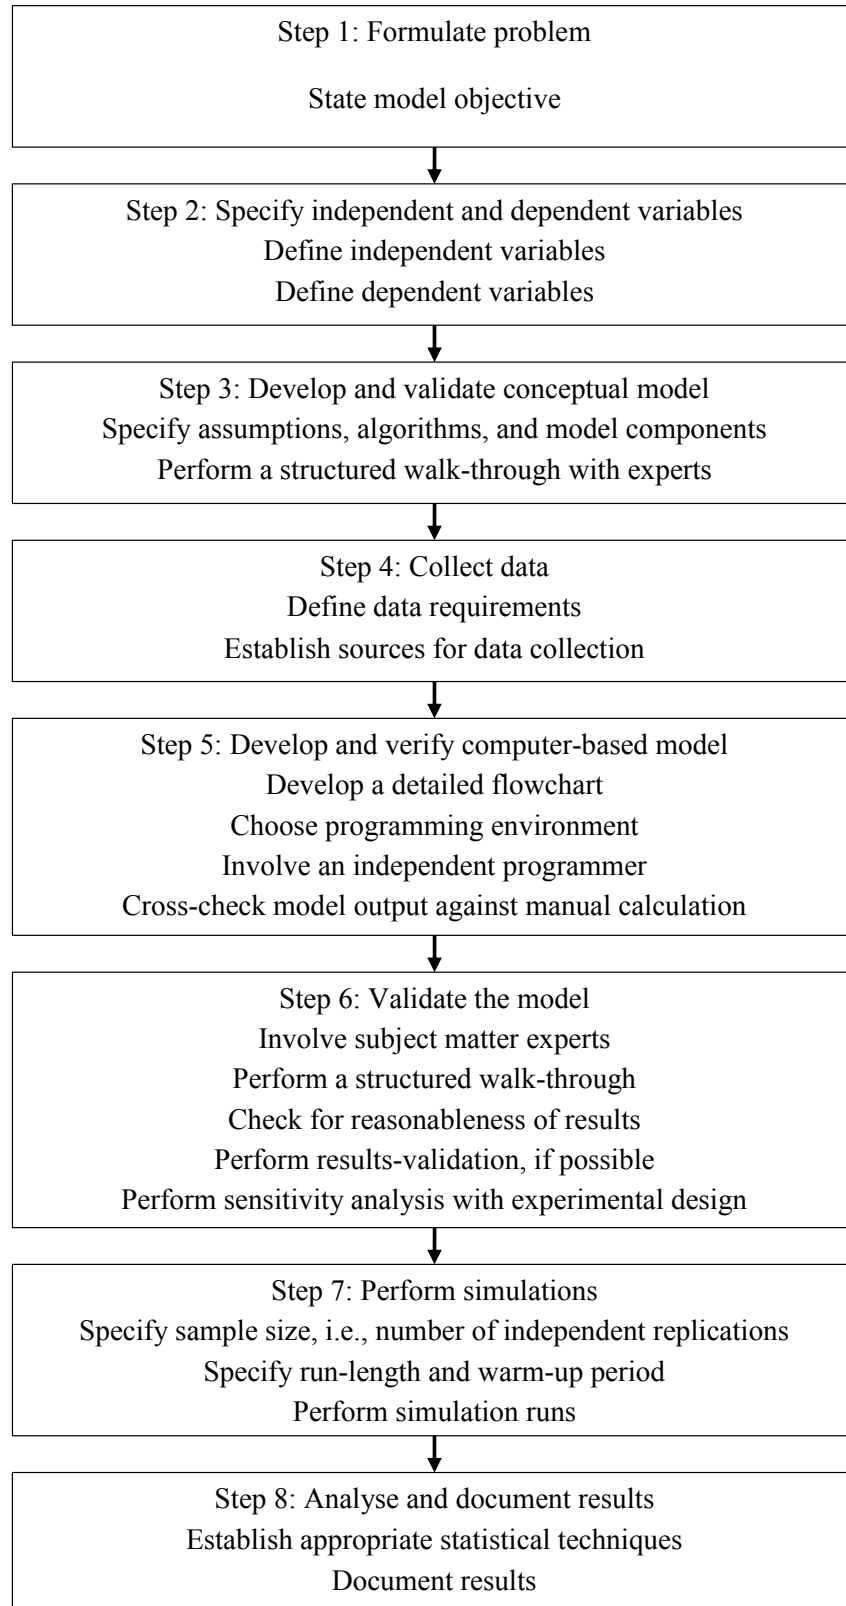 Step 1: Formulate problem
State model objective
Step 2: Specify independent and dependent variables
Define independent variables
Define dependent variables
Step 3: Develop and validate conceptual model
Specify assumptions, algorithms, and model components
Perform a structured walk-through with experts
Step 4: Collect data
Define data requirements
Establish sources for data collection
Step 5: Develop and verify computer-based model
Develop a detailed flowchart
Choose programming environment
Involve an independent programmer
Cross-check model output against manual calculation
Step 6: Validate the model
Involve subject matter experts
Perform a structured walk-through
Check for reasonableness of results
Perform results-validation, if possible
Perform sensitivity analysis with experimental design
Step 7: Perform simulations
Specify sample size, i.e., number of independent replications
Specify run-length and warm-up period
Perform simulation runs
Step 8: Analyse and document results
Establish appropriate statistical techniques
Document results